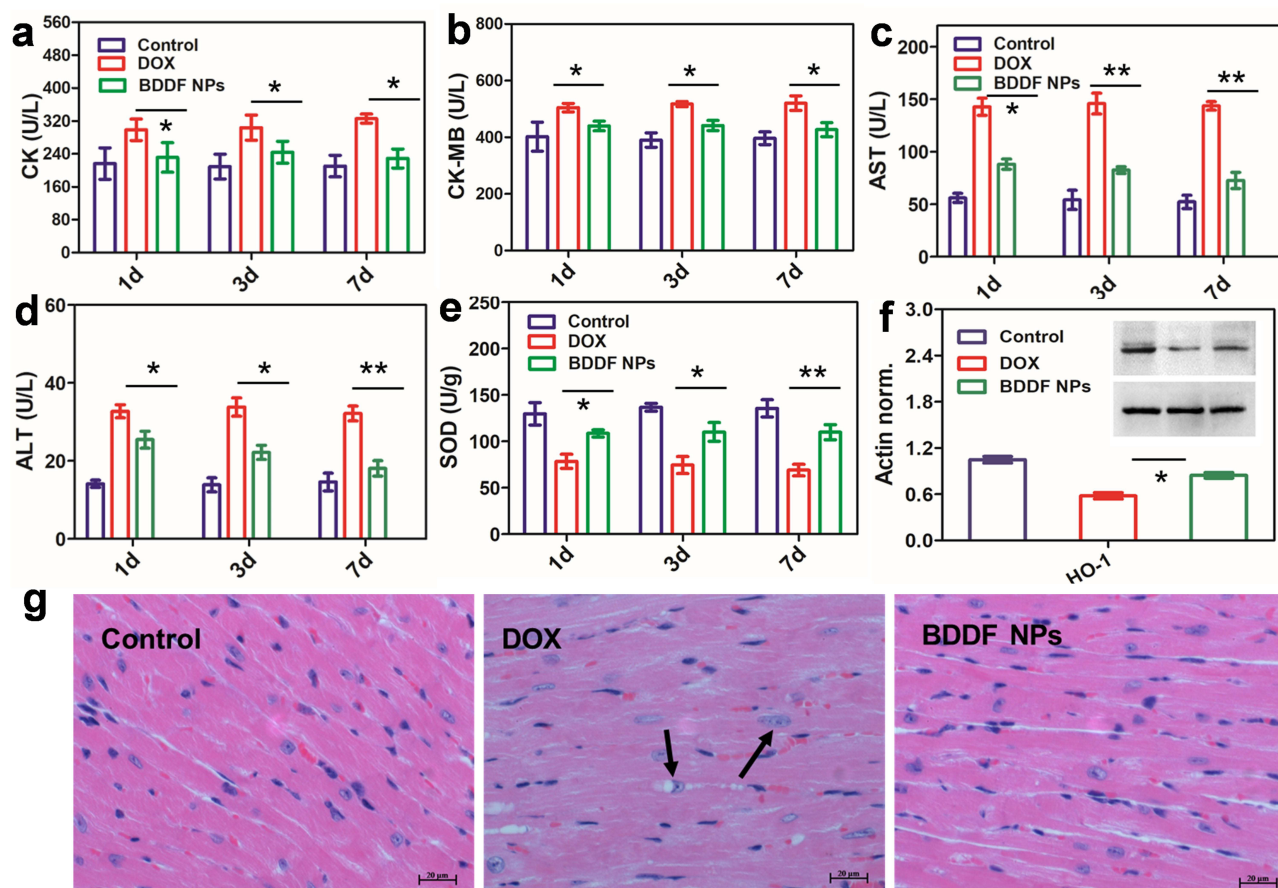 a
CK (U/L)
560
480
400
320
240
160
80
0
Control
DOX
BDDF NPs
*
*
*
1d
3d
7d
b
CK-MB (U/L)
800
600
400
200
0
*
*
*
1d
3d
7d
c
AST (U/L)
200
150
100
50
0
Control
DOX
BDDF NPs
*
**
**
1d
3d
7d
d
ALT (U/L)
60
40
20
0
*
*
**
1d
3d
7d
e
SOD (U/g)
250
200
150
100
50
0
Control
DOX
BDDF NPs
*
*
**
1d
3d
7d
f
Actin norm.
3.0
2.4
1.8
1.2
0.6
0.0
Control
DOX
BDDF NPs
*
HO-1
g
Control
20 μm
DOX
20 μm
BDDF NPs
20 μm